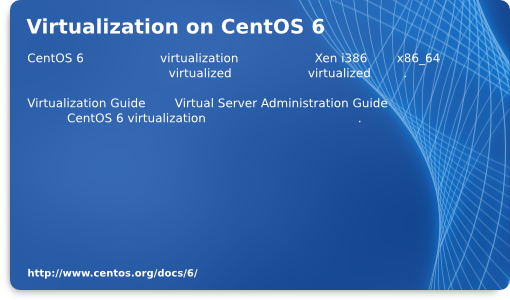 Virtualization on CentOS 6
CentOS 6 virtualization Xen i386 x86_64
virtualized virtualized .
Virtualization Guide Virtual Server Administration Guide
CentOS 6 virtualization .
http://www.centos.org/docs/6/